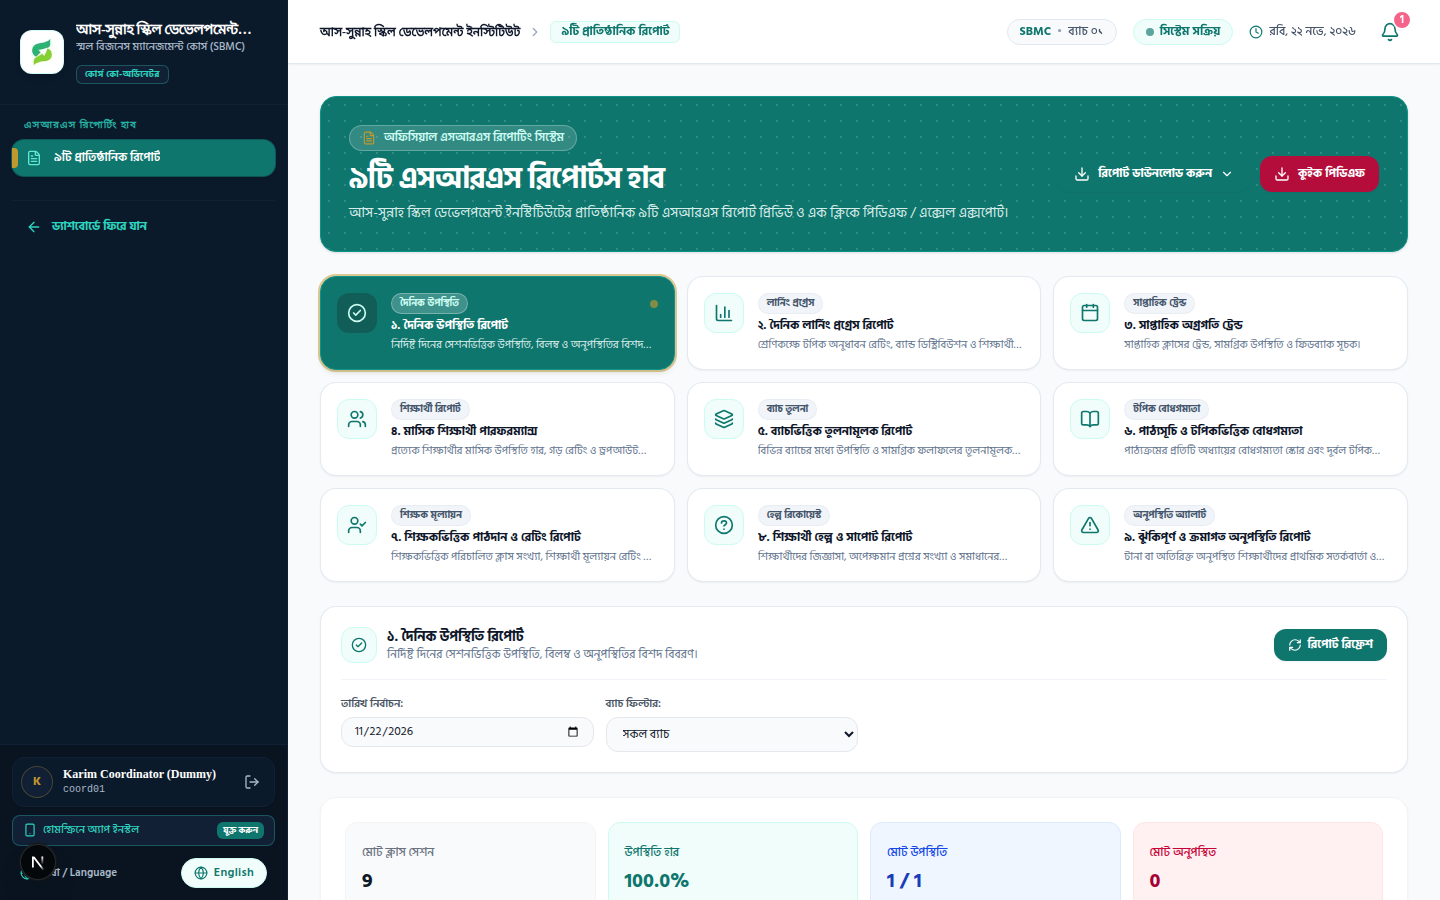 আস-সুন্নাহ স্কিল ডেভেলপমেন্ট...
স্মল বিজনেস ম্যানেজমেন্ট কোর্স (SBMC)
কোর্স কো-অর্ডিনেটর
এসআরএস রিপোর্টিং হাব
৯টি প্রাতিষ্ঠানিক রিপোর্ট
ড্যাশবোর্ডে ফিরে যান
K
Karim Coordinator (Dummy)
coord01
হোমস্ক্রিনে অ্যাপ ইনস্টল
যুক্ত করুন
N
/ Language
English
আস-সুন্নাহ স্কিল ডেভেলপমেন্ট ইনস্টিটিউট
৯টি প্রাতিষ্ঠানিক রিপোর্ট
SBMC • ব্যাচ ০২
সিস্টেম সক্রিয়
রবি, ২২ নভে, ২০২৬
1
অফিসিয়াল এসআরএস রিপোর্টিং সিস্টেম
৯টি এসআরএস রিপোর্টস হাব
আস-সুন্নাহ স্কিল ডেভেলপমেন্ট ইনস্টিটিউটের প্রাতিষ্ঠানিক ৯টি এসআরএস রিপোর্ট প্রিভিউ ও এক ক্লিকে পিডিএফ / এক্সেল এক্সপোর্ট।
রিপোর্ট ডাউনলোড করুন
কুইক পিডিএফ
দৈনিক উপস্থিতি
১. দৈনিক উপস্থিতি রিপোর্ট
নির্দিষ্ট দিনের সেশনভিত্তিক উপস্থিতি, বিলম্ব ও অনুপস্থিতির বিশদ...
লার্নিং প্রগ্রেস
২. দৈনিক লার্নিং প্রগ্রেস রিপোর্ট
শ্রেণিকক্ষে টপিক অনুধাবন রেটিং, ব্যান্ড ডিস্ট্রিবিউশন ও শিক্ষার্থী...
সাপ্তাহিক ট্রেন্ড
৩. সাপ্তাহিক অগ্রগতি ট্রেন্ড
সাপ্তাহিক ক্লাসের ট্রেন্ড, সামগ্রিক উপস্থিতি ও ফিডব্যাক সূচক।
শিক্ষার্থী রিপোর্ট
৪. মাসিক শিক্ষার্থী পারফরম্যান্স
প্রত্যেক শিক্ষার্থীর মাসিক উপস্থিতি হার, গড় রেটিং ও ড্রপআউট...
ব্যাচ তুলনা
৫. ব্যাচভিত্তিক তুলনামূলক রিপোর্ট
বিভিন্ন ব্যাচের মধ্যে উপস্থিতি ও সামগ্রিক ফলাফলের তুলনামূলক...
টপিক বোধগম্যতা
৬. পাঠ্যসূচি ও টপিকভিত্তিক বোধগম্যতা
পাঠ্যক্রমের প্রতিটি অধ্যায়ের বোধগম্যতা স্কোর এবং দুর্বল টপিক...
শিক্ষক মূল্যায়ন
৭. শিক্ষকভিত্তিক পাঠদান ও রেটিং রিপোর্ট
শিক্ষকভিত্তিক পরিচালিত ক্লাস সংখ্যা, শিক্ষার্থী মূল্যায়ন রেটিং ...
হেল্প রিকোয়েস্ট
৮. শিক্ষার্থী হেল্প ও সাপোর্ট রিপোর্ট
শিক্ষার্থীদের জিজ্ঞাসা, অপেক্ষমান প্রশ্নের সংখ্যা ও সমাধানের...
অনুপস্থিতি অ্যালার্ট
৯. ঝুঁকিপূর্ণ ও ক্রমাগত অনুপস্থিতি রিপোর্ট
টানা বা অতিরিক্ত অনুপস্থিত শিক্ষার্থীদের প্রাথমিক সতর্কবার্তা ও...
১. দৈনিক উপস্থিতি রিপোর্ট
নির্দিষ্ট দিনের সেশনভিত্তিক উপস্থিতি, বিলম্ব ও অনুপস্থিতির বিশদ বিবরণ।
রিপোর্ট রিফ্রেশ
তারিখ নির্বাচন:
ব্যাচ ফিল্টার:
11/22/2026
সকল ব্যাচ
মোট ক্লাস সেশন
9
উপস্থিতি হার
100.0%
মোট উপস্থিতি
1 / 1
মোট অনুপস্থিত
0